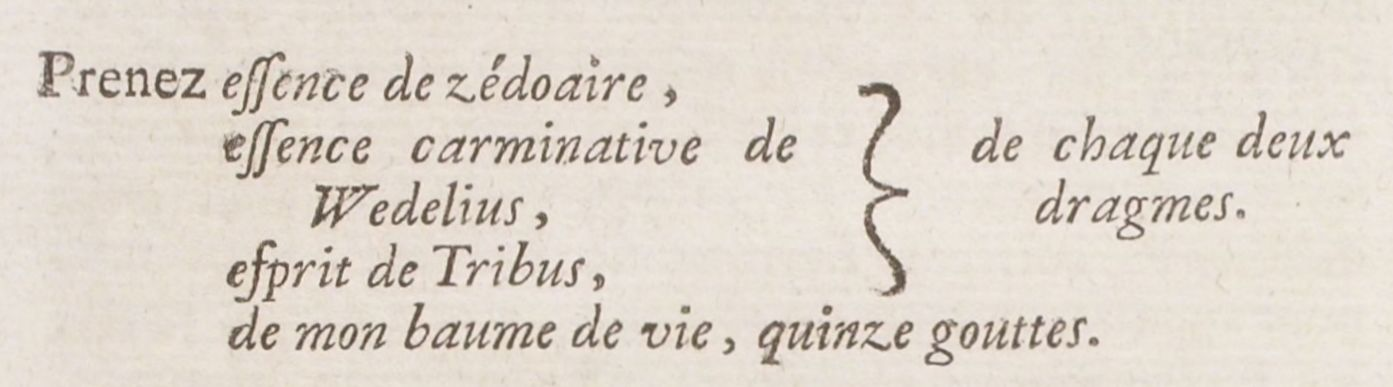 Prenez eſſence de zédoaire ,
eſſence carminative de
Wedelius ,
eſprit de Tribus ,
de chaque deux
dragmes.
de mon baume de vie , quinze gouttes.